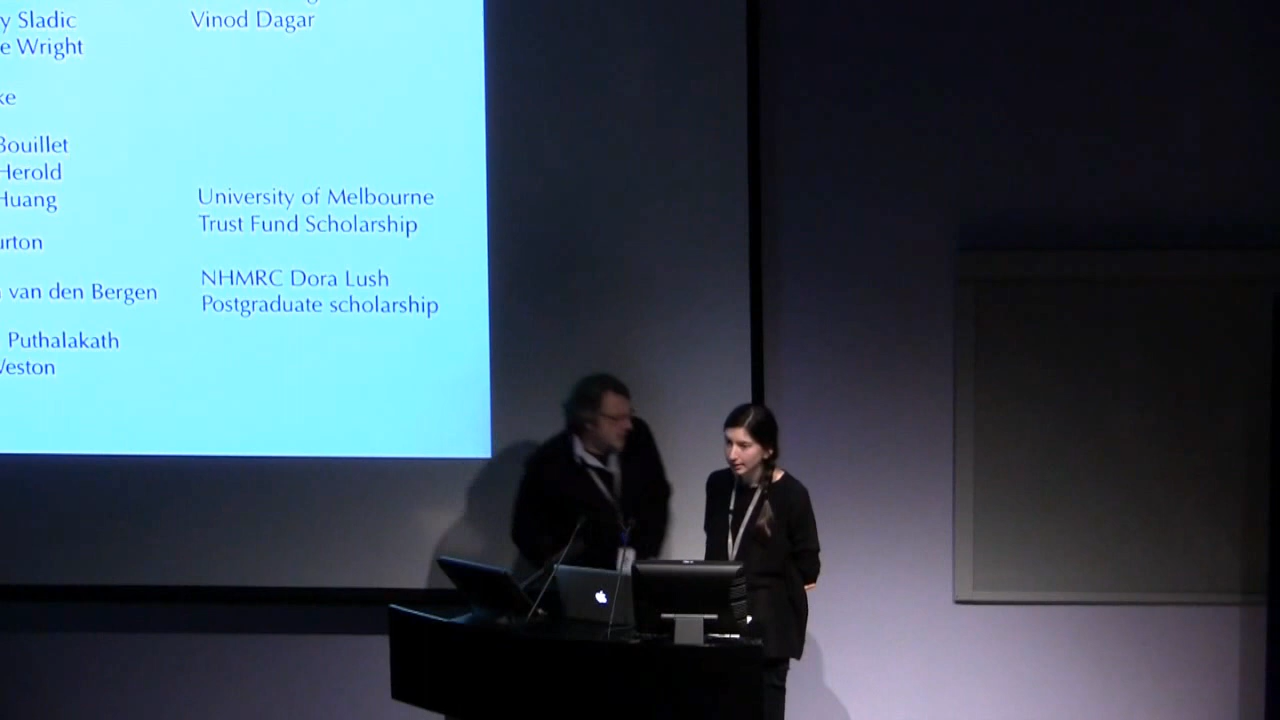 y Sladic
e Wright
ke
Bouillet
Herold
Huang
urton
van den Bergen
Puthalakath
Weston
Vinod Dagar
University of Melbourne
Trust Fund Scholarship
NHMRC Dora Lush
Postgraduate scholarship